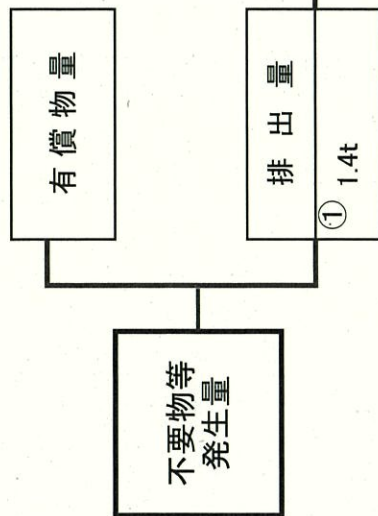 有償物量
排出量
① 1.4t
不要物等
発生量